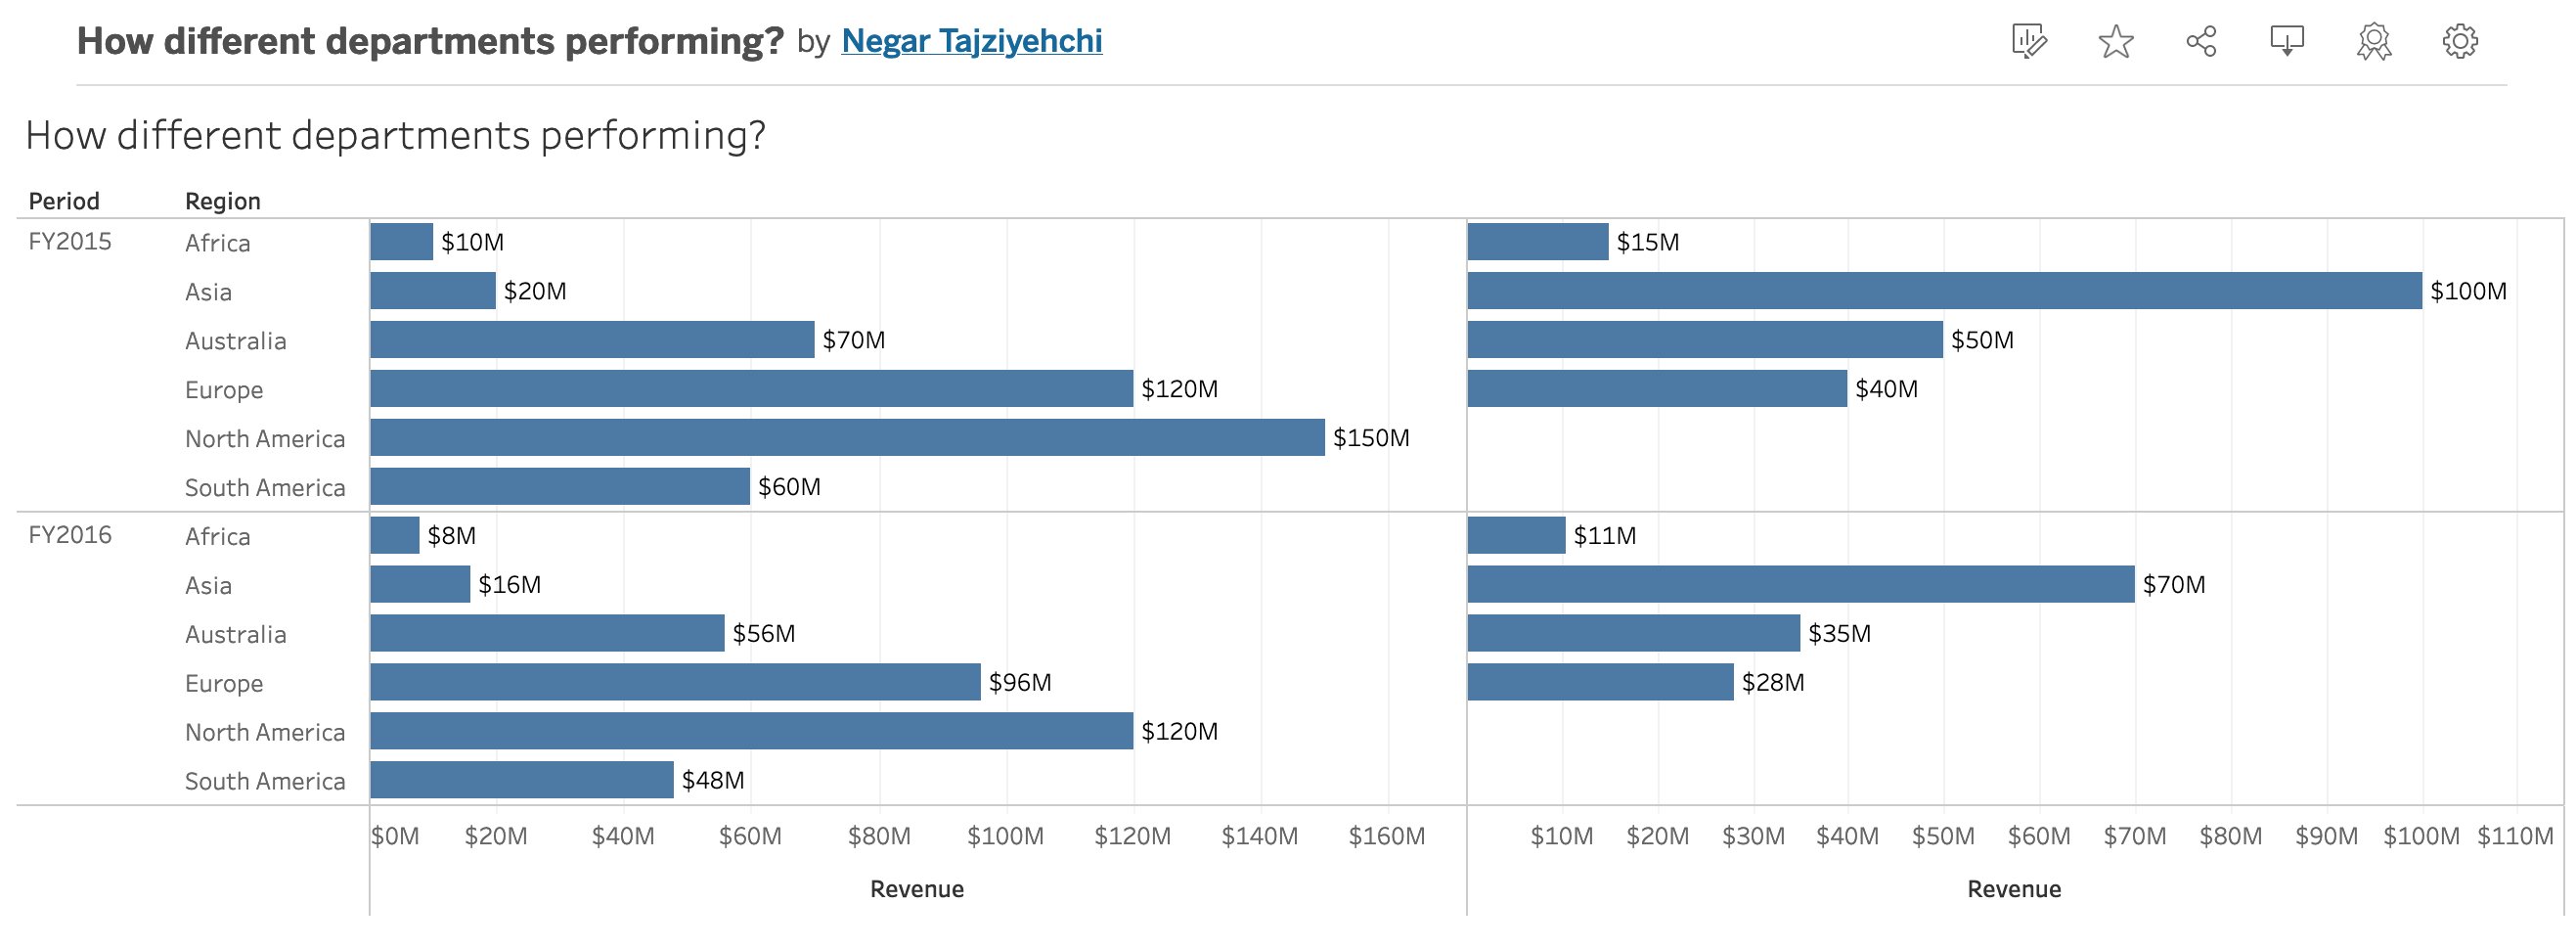 How different departments performing? by Negar Tajziyehchi
How different departments performing?
Period Region
FY2015 Africa $10M $15M
Asia $20M $100M
Australia $70M $50M
Europe $120M $40M
North America $150M
South America $60M
FY2016 Africa $8M $11M
Asia $16M $70M
Australia $56M $35M
Europe $96M $28M
North America $120M
South America $48M
$0M $20M $40M $60M $80M $100M $120M $140M $160M $10M $20M $30M $40M $50M $60M $70M $80M $90M $100M $110M
Revenue Revenue